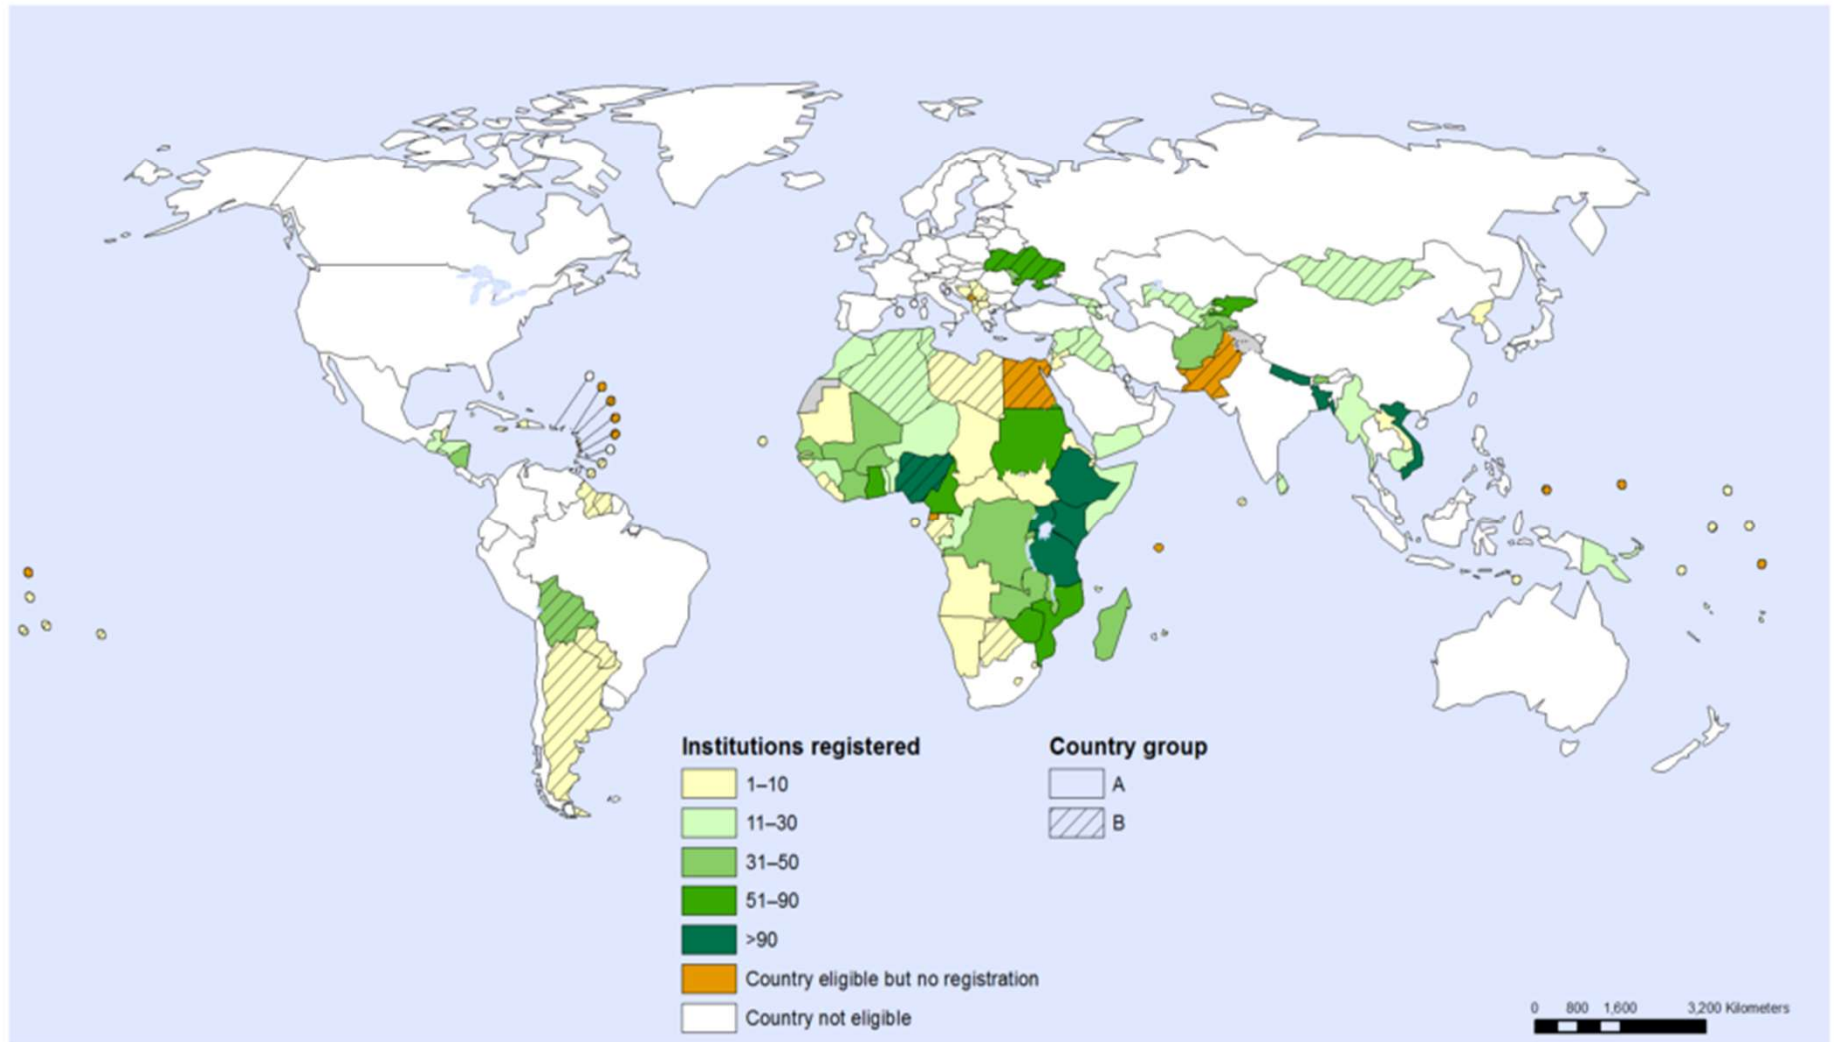 Institutions registered
1–10
11–30
31–50
51–90
>90
Country eligible but no registration
Country not eligible
Country group
A
B
0 800 1,600 3,200 Kilometers